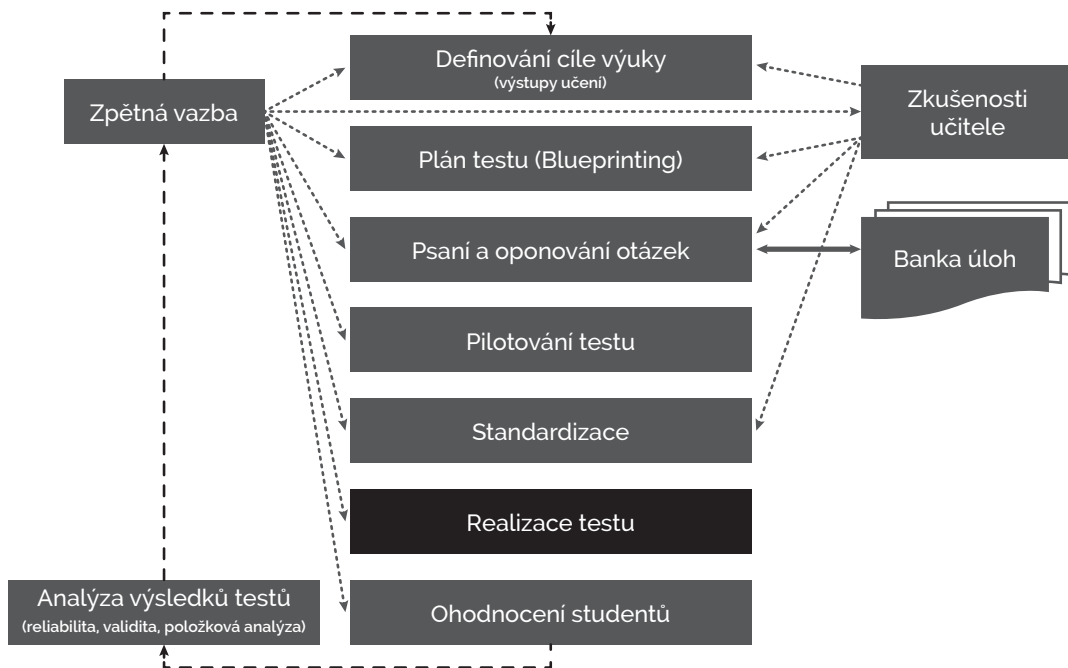 Definování cíle výuky
(výstupy učení)
Zpětná vazba
Zkušenosti
učitele
Plán testu (Blueprinting)
Psaní a oponování otázek
Banka úloh
Pilotování testu
Standardizace
Realizace testu
Analýza výsledků testů
(reliabilita, validita, položková analýza)
Ohodnocení studentů